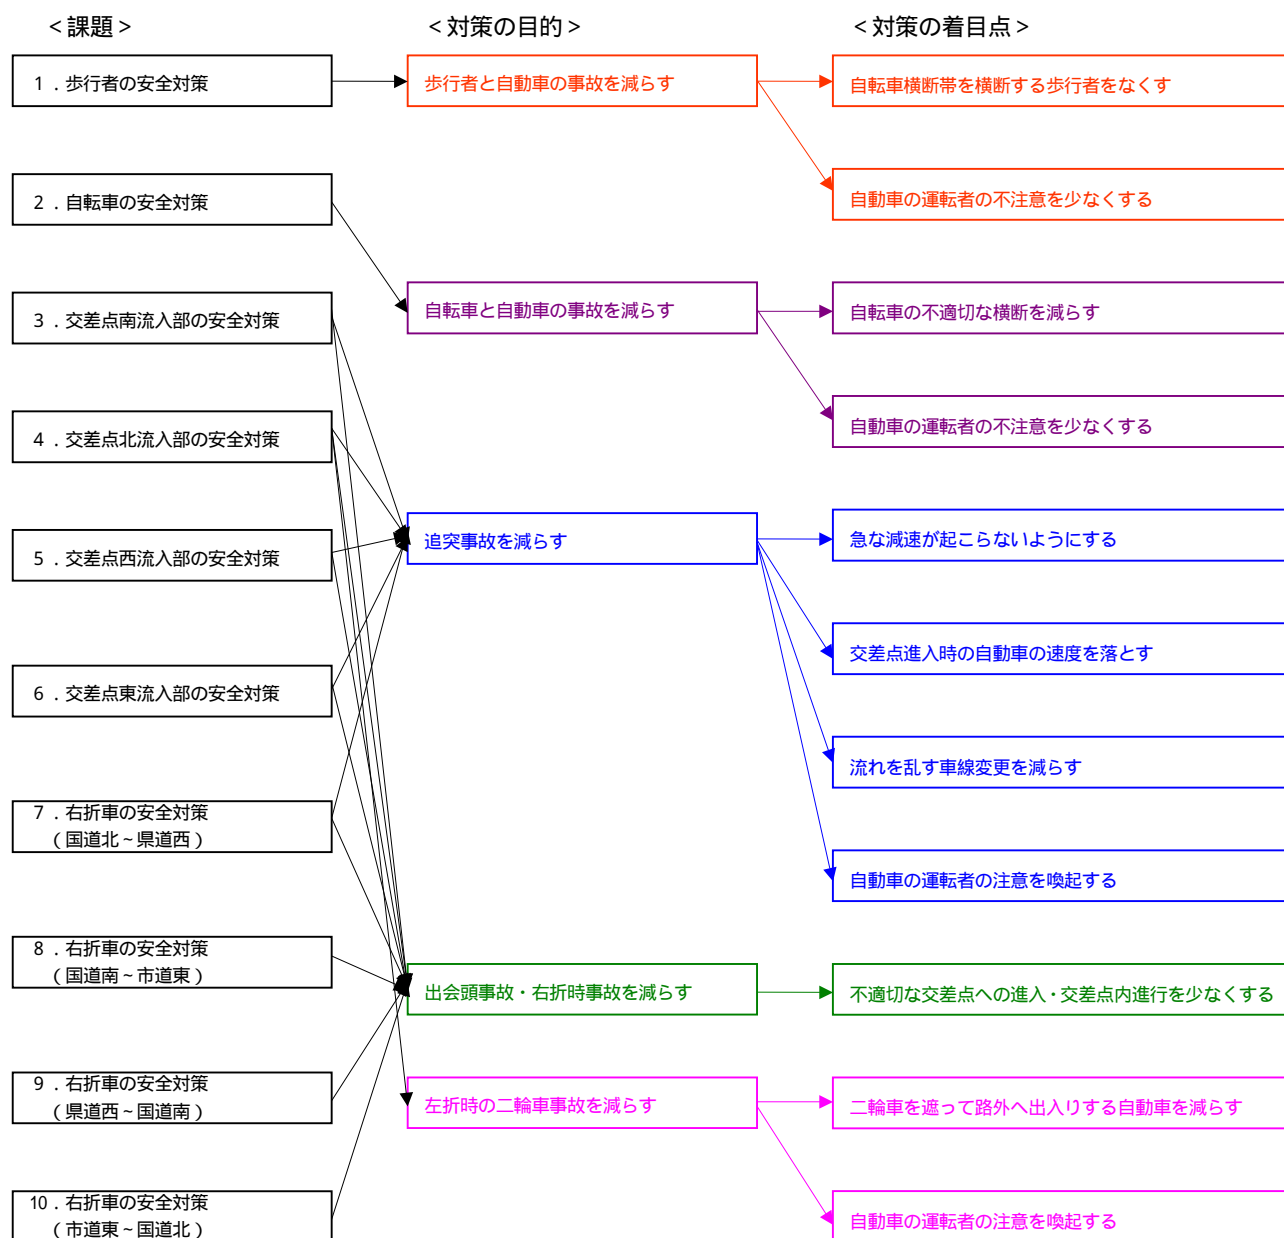 ＜課題＞
＜対策の目的＞
＜対策の着目点＞
1．歩行者の安全対策
歩行者と自動車の事故を減らす
自転車横断帯を横断する歩行者をなくす
2．自転車の安全対策
自動車の運転者の不注意を少なくする
3．交差点南流入部の安全対策
自転車と自動車の事故を減らす
自転車の不適切な横断を減らす
4．交差点北流入部の安全対策
自動車の運転者の不注意を少なくする
5．交差点西流入部の安全対策
追突事故を減らす
急な減速が起こらないようにする
6．交差点東流入部の安全対策
交差点進入時の自動車の速度を落とす
流れを乱す車線変更を減らす
7．右折車の安全対策
（国道北～県道西）
自動車の運転者の注意を喚起する
8．右折車の安全対策
（国道南～市道東）
出会頭事故・右折時事故を減らす
不適切な交差点への進入・交差点内進行を少なくする
9．右折車の安全対策
（県道西～国道南）
左折時の二輪車事故を減らす
二輪車を遮って路外へ出入りする自動車を減らす
10．右折車の安全対策
（市道東～国道北）
自動車の運転者の注意を喚起する